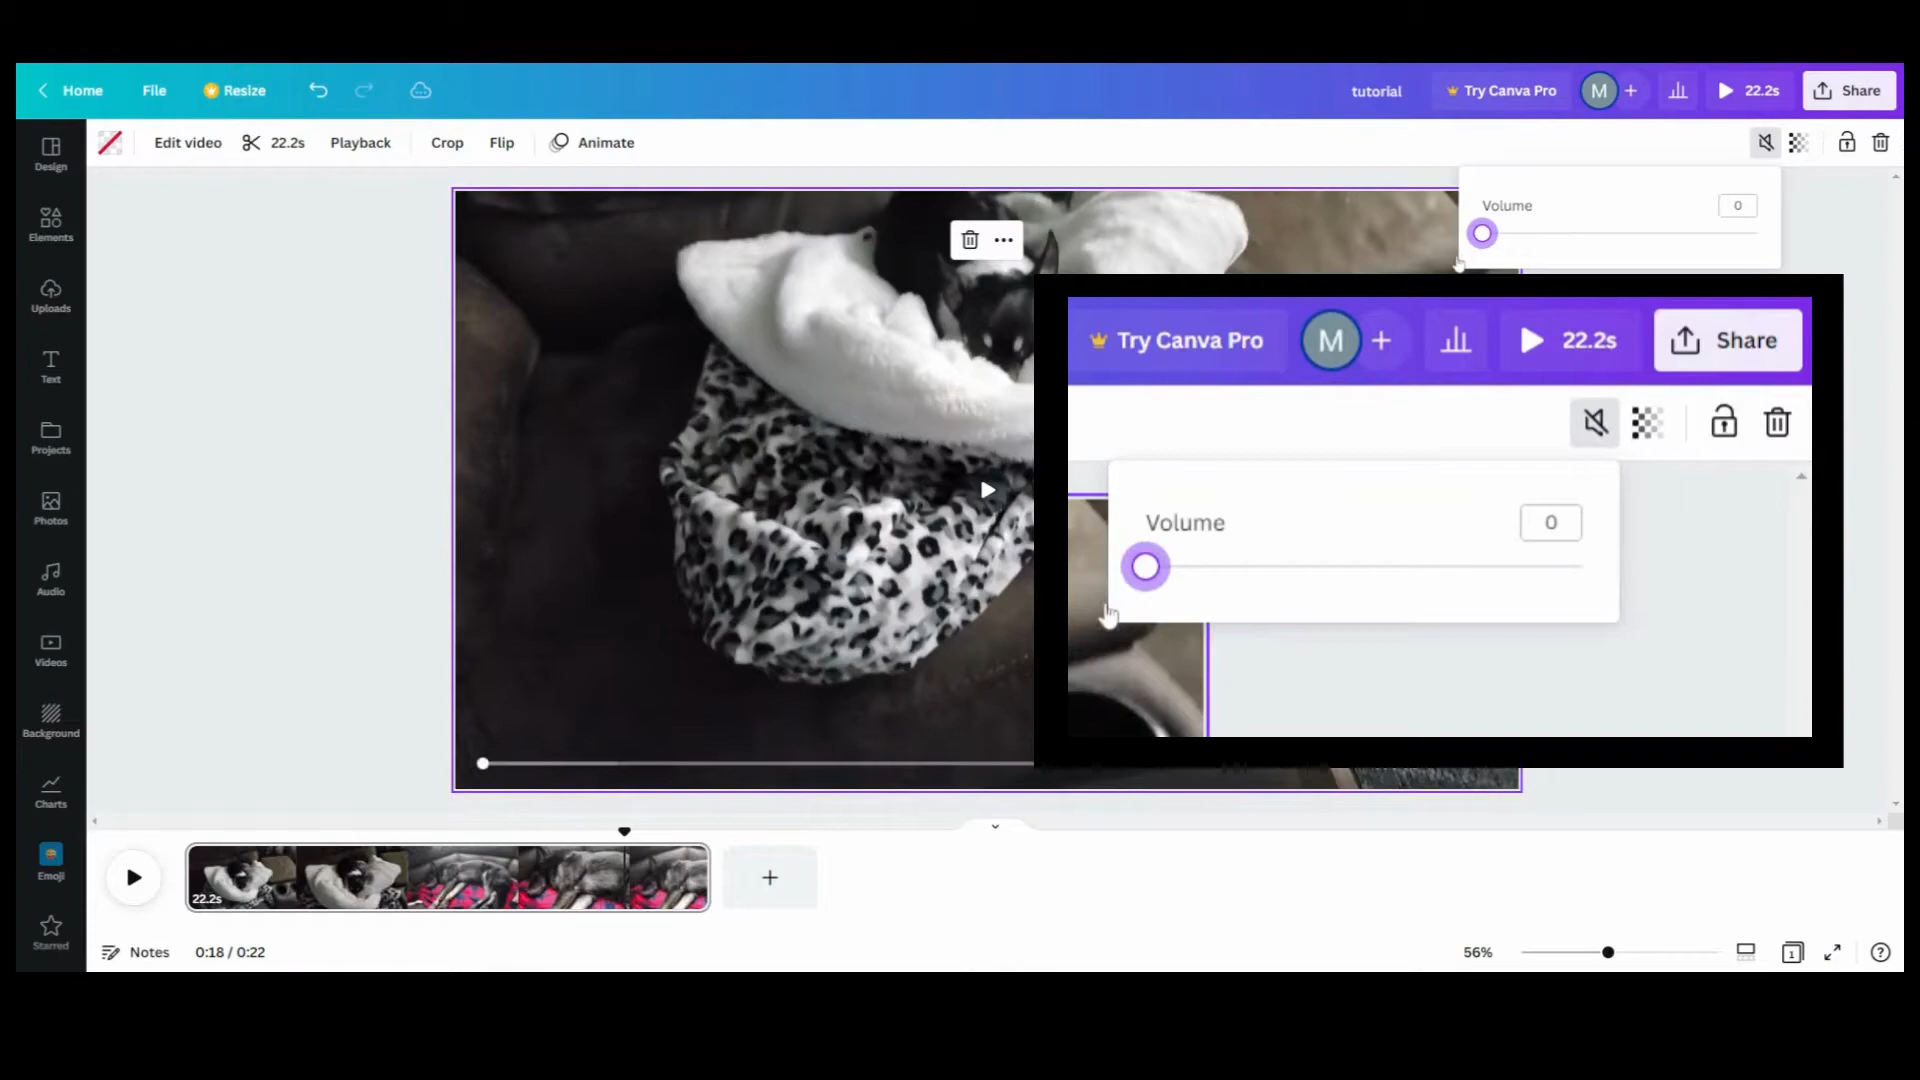 Home File Resize tutorial Try Canva Pro M + 22.2s Share
Edit video 22.2s Playback Crop Flip Animate
Design
Elements
Uploads
Text
Projects
Photos
Audio
Videos
Background
Charts
Emoji
Starred
Volume 0
Try Canva Pro M + 22.2s Share
Volume 0
22.2s
+
Notes 0:18 / 0:22 56% 1 ?